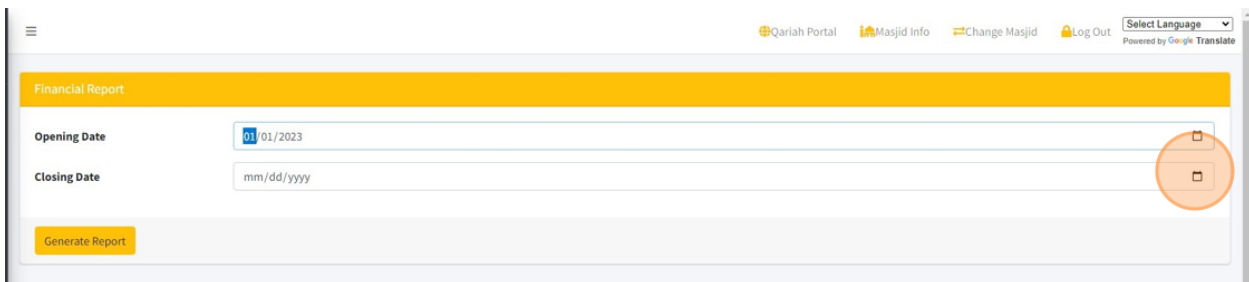 Qariah Portal Masjid Info Change Masjid Log Out Select Language
Powered by Google Translate
Financial Report
Opening Date 01/01/2023
Closing Date mm/dd/yyyy
Generate Report